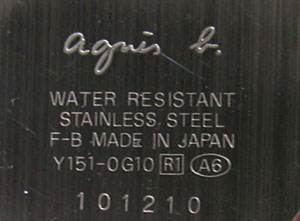 agnès b.
WATER RESISTANT
STAINLESS STEEL
F-B MADE IN JAPAN
Y151-0G10 R1 A6
101210